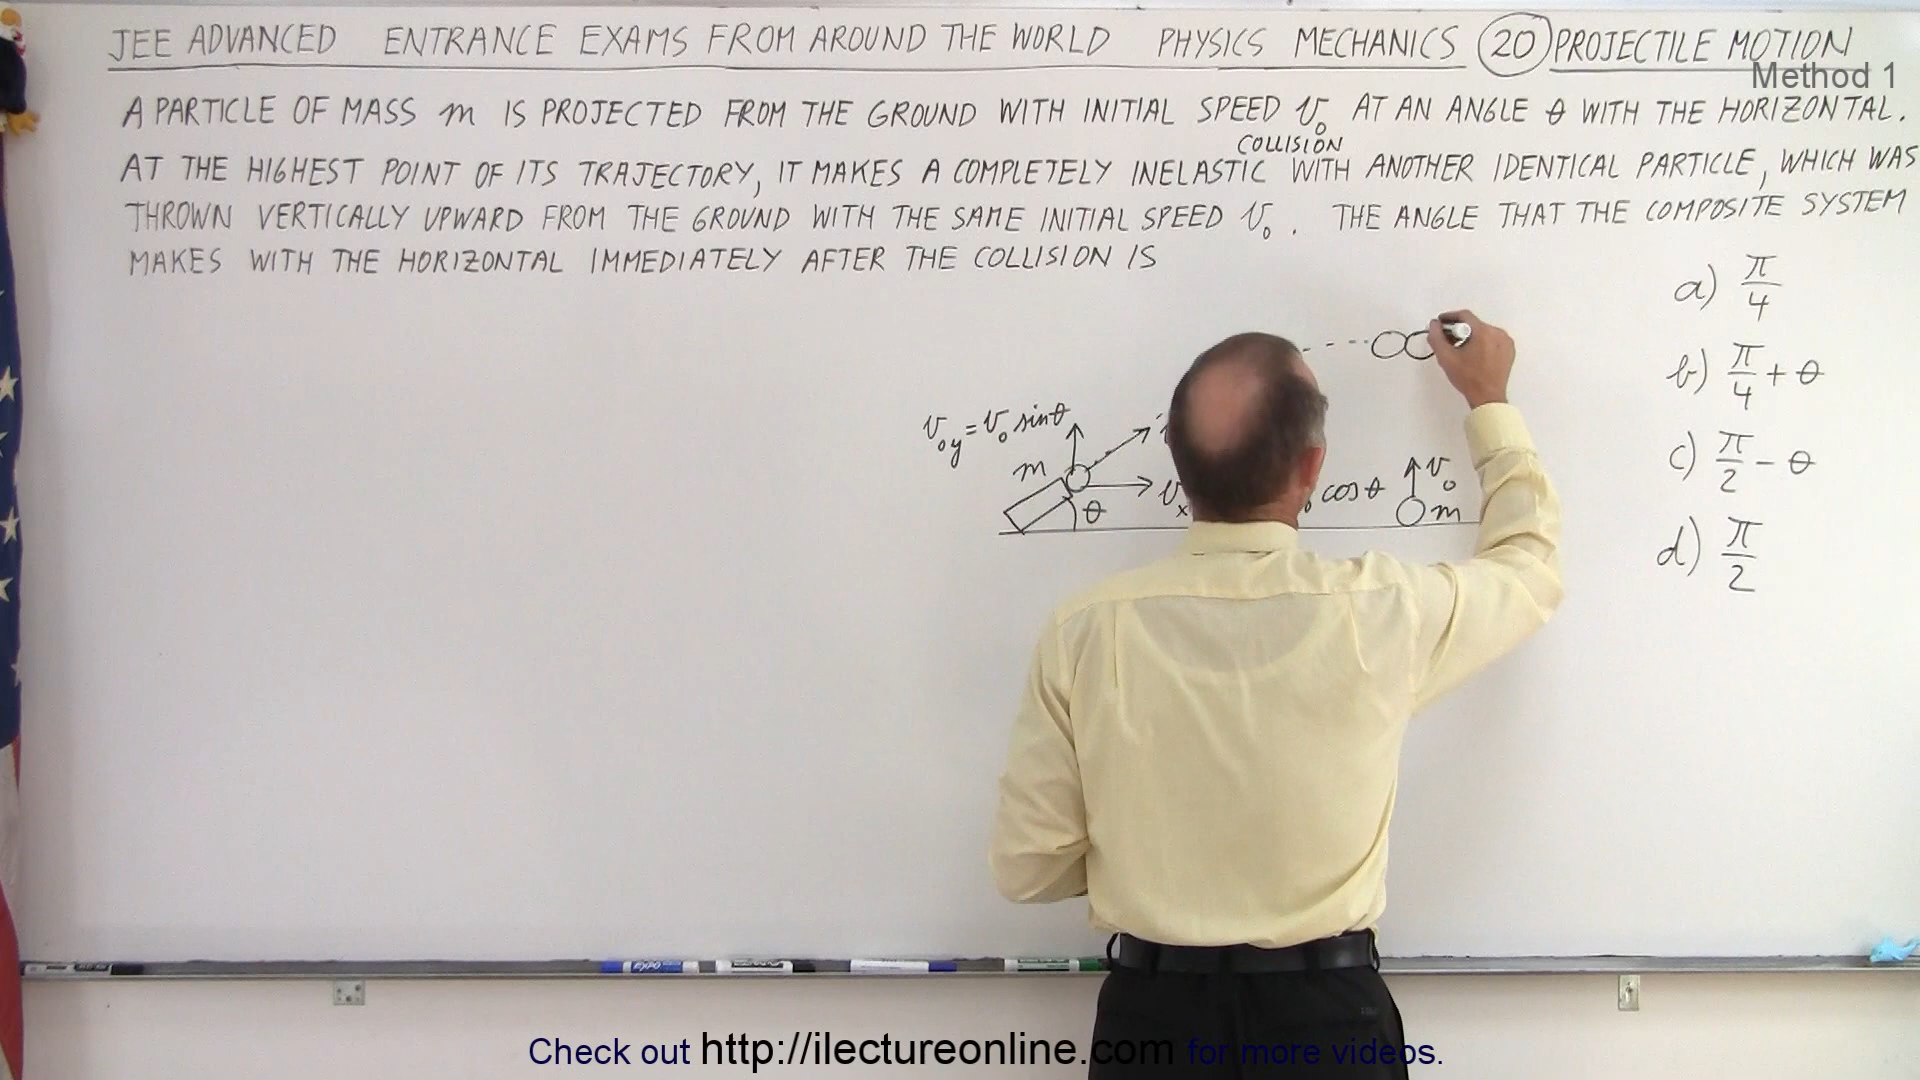 JEE ADVANCED ENTRANCE EXAMS FROM AROUND THE WORLD PHYSICS MECHANICS 20 PROJECTILE MOTION
Method 1
A PARTICLE OF MASS m IS PROJECTED FROM THE GROUND WITH INITIAL SPEED v₀ AT AN ANGLE θ WITH THE HORIZONTAL.
COLLISION
AT THE HIGHEST POINT OF ITS TRAJECTORY, IT MAKES A COMPLETELY INELASTIC WITH ANOTHER IDENTICAL PARTICLE, WHICH WAS
THROWN VERTICALLY UPWARD FROM THE GROUND WITH THE SAME INITIAL SPEED v₀. THE ANGLE THAT THE COMPOSITE SYSTEM
MAKES WITH THE HORIZONTAL IMMEDIATELY AFTER THE COLLISION IS
a) π/4
b) π/4 + θ
c) π/2 - θ
d) π/2
v₀y = v₀ sinθ
m
vₓ
cosθ
v₀
θ
m
Check out http://ilectureonline.com for more videos.